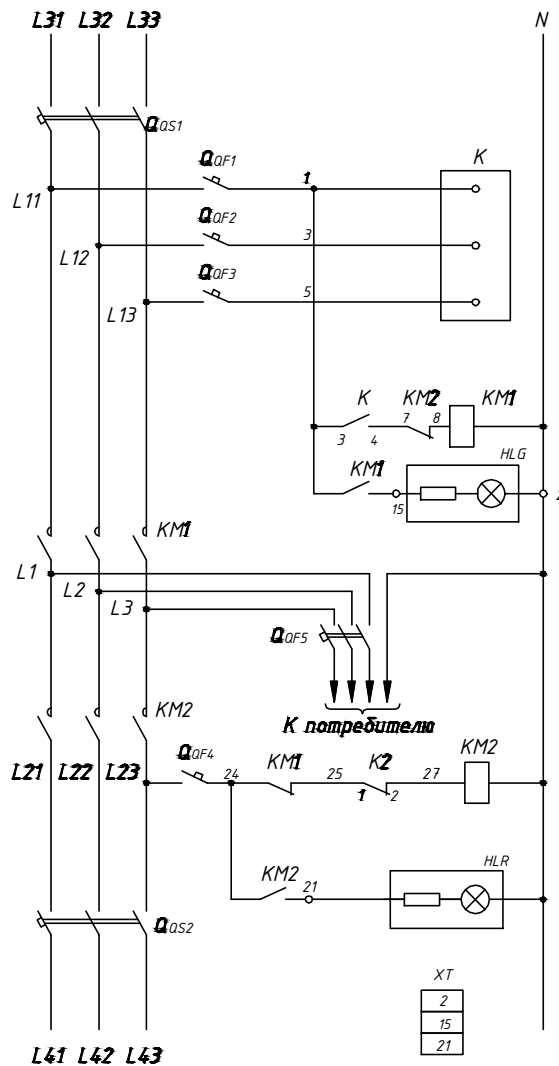 L31 L32 L33 N
QS1
QF1 1 K
L11
QF2 3
L12
QF3 5
L13
K KM2 KM1
3 4 7 8
KM1 HLG
15 2
KM1
L1
L2
L3
QF5
KM2
К потребителю
L21 L22 L23
QF4 24 KM1 25 K2 27 KM2
1 2
KM2 21 HLR
QS2
XT
2
15
21
L41 L42 L43